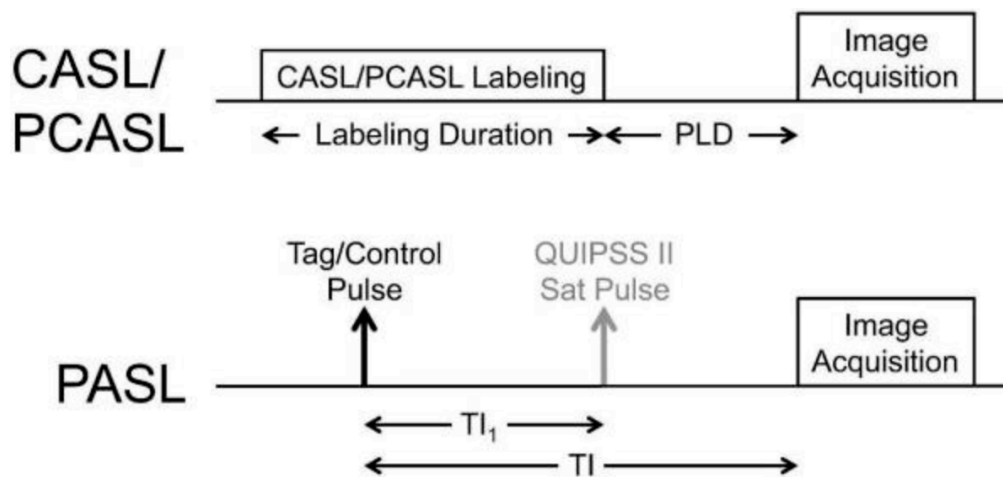 CASL/
PCASL
CASL/PCASL Labeling
Image
Acquisition
Labeling Duration
PLD
PASL
Tag/Control
Pulse
QUIPSS II
Sat Pulse
Image
Acquisition
TI₁
TI